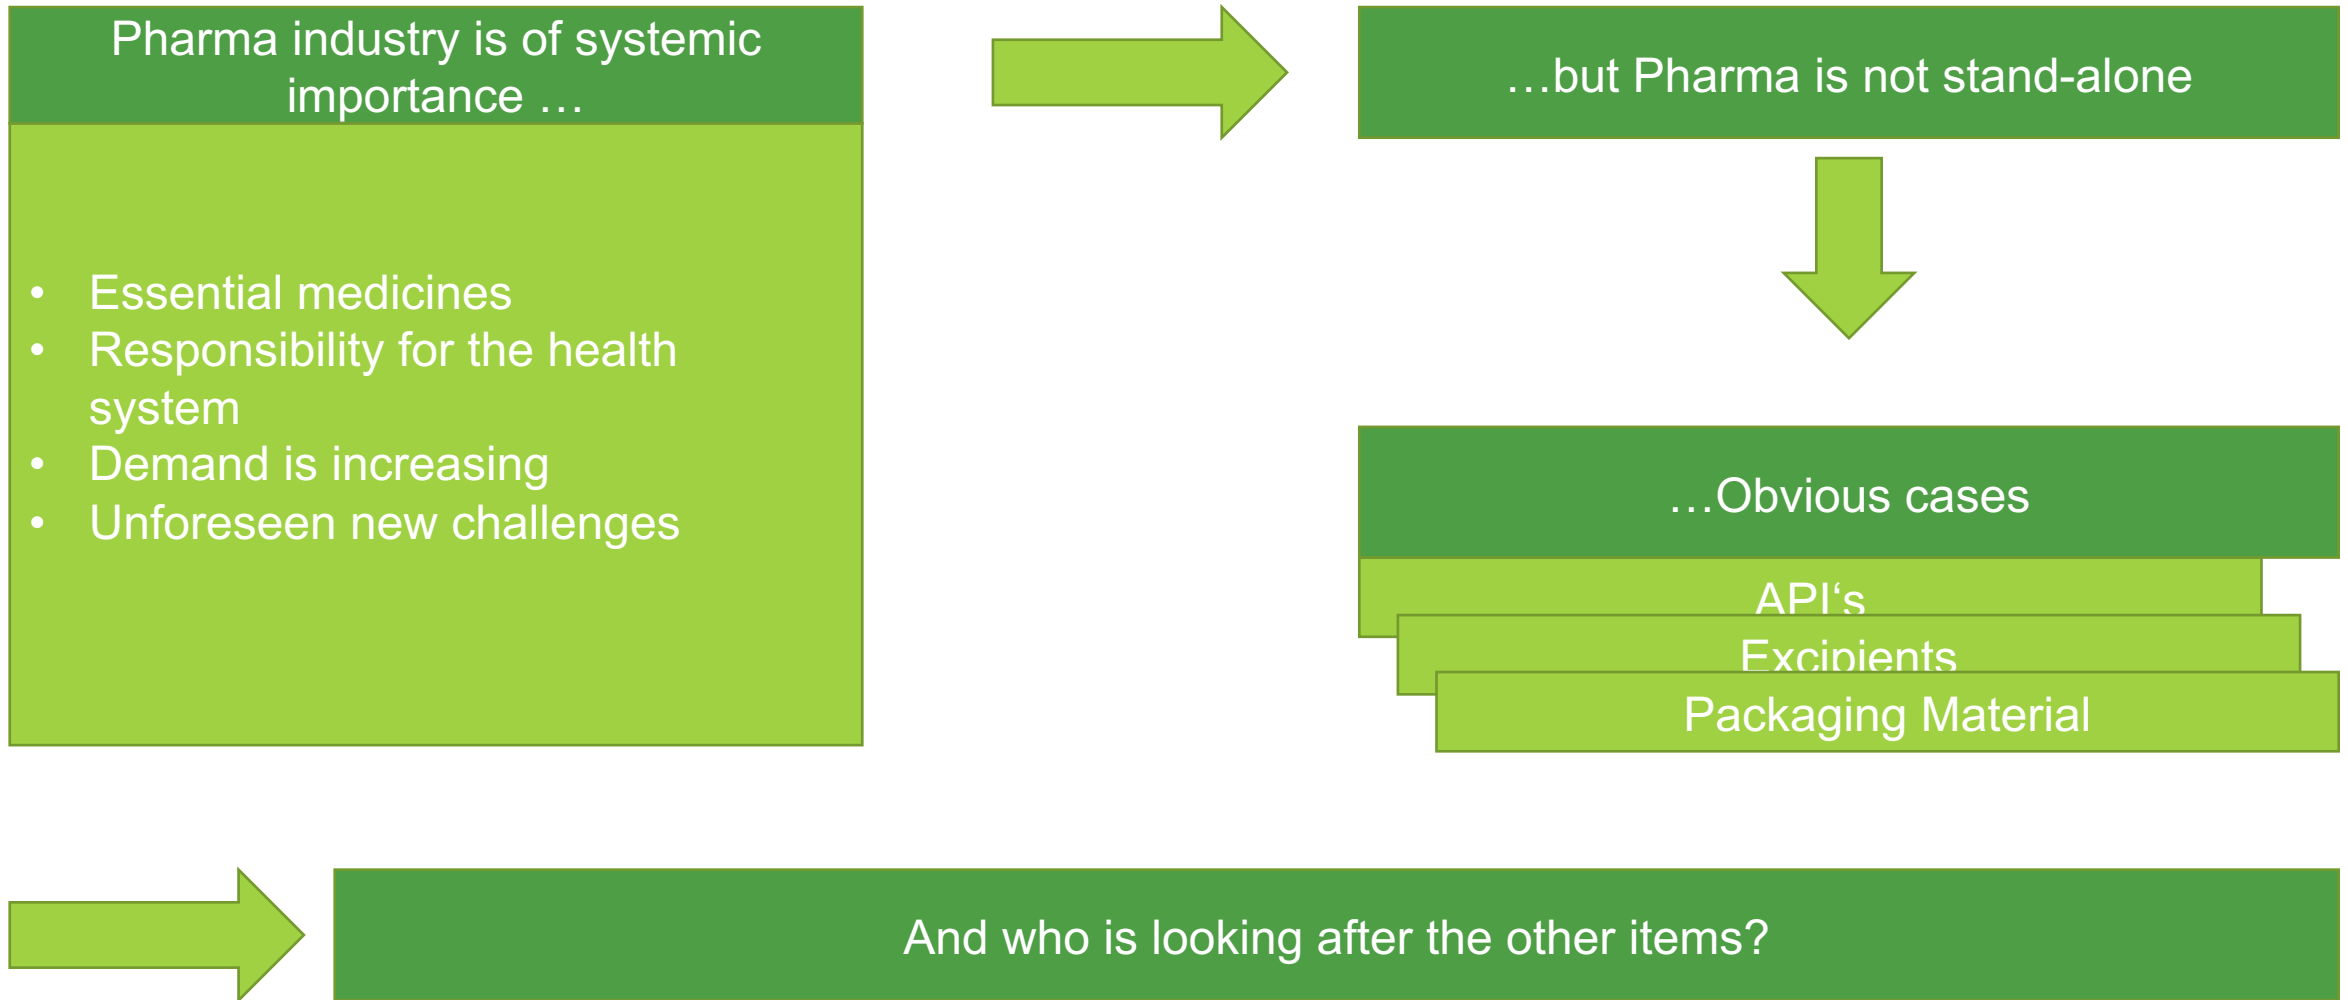 Pharma industry is of systemic
importance …
• Essential medicines
• Responsibility for the health
system
• Demand is increasing
• Unforeseen new challenges
…but Pharma is not stand-alone
…Obvious cases
API‘s
Excipients
Packaging Material
And who is looking after the other items?